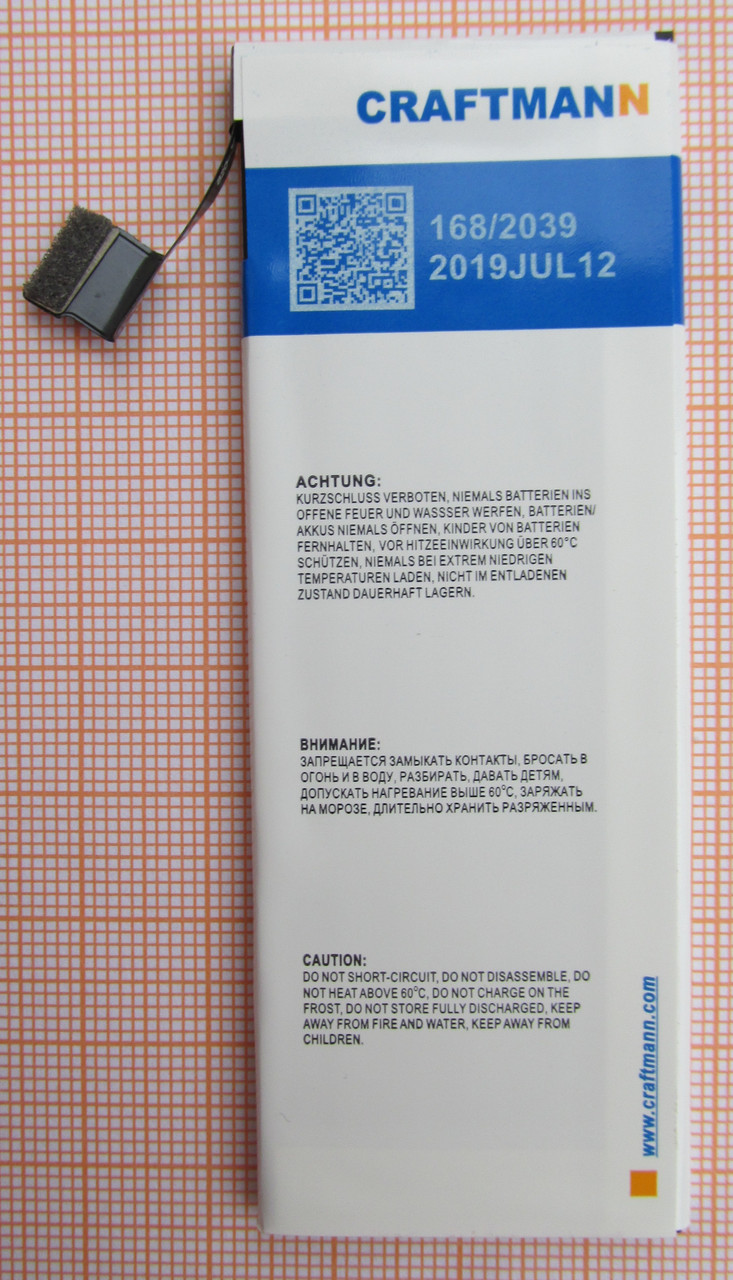 CRAFTMANN
168/2039
2019JUL12
ACHTUNG:
KURZSCHLUSS VERBOTEN, NIEMALS BATTERIEN INS
OFFENE FEUER UND WASSSER WERFEN, BATTERIEN/
AKKUS NIEMALS ÖFFNEN, KINDER VON BATTERIEN
FERNHALTEN, VOR HITZEEINWIRKUNG ÜBER 60°C
SCHÜTZEN, NIEMALS BEI EXTREM NIEDRIGEN
TEMPERATUREN LADEN, NICHT IM ENTLADENEN
ZUSTAND DAUERHAFT LAGERN.
ВНИМАНИЕ:
ЗАПРЕЩАЕТСЯ ЗАМЫКАТЬ КОНТАКТЫ, БРОСАТЬ В
ОГОНЬ И В ВОДУ, РАЗБИРАТЬ, ДАВАТЬ ДЕТЯМ,
ДОПУСКАТЬ НАГРЕВАНИЕ ВЫШЕ 60°С, ЗАРЯЖАТЬ
НА МОРОЗЕ, ДЛИТЕЛЬНО ХРАНИТЬ РАЗРЯЖЕННЫМ.
CAUTION:
DO NOT SHORT-CIRCUIT, DO NOT DISASSEMBLE, DO
NOT HEAT ABOVE 60°C, DO NOT CHARGE ON THE
FROST, DO NOT STORE FULLY DISCHARGED, KEEP
AWAY FROM FIRE AND WATER, KEEP AWAY FROM
CHILDREN.
www.craftmann.com